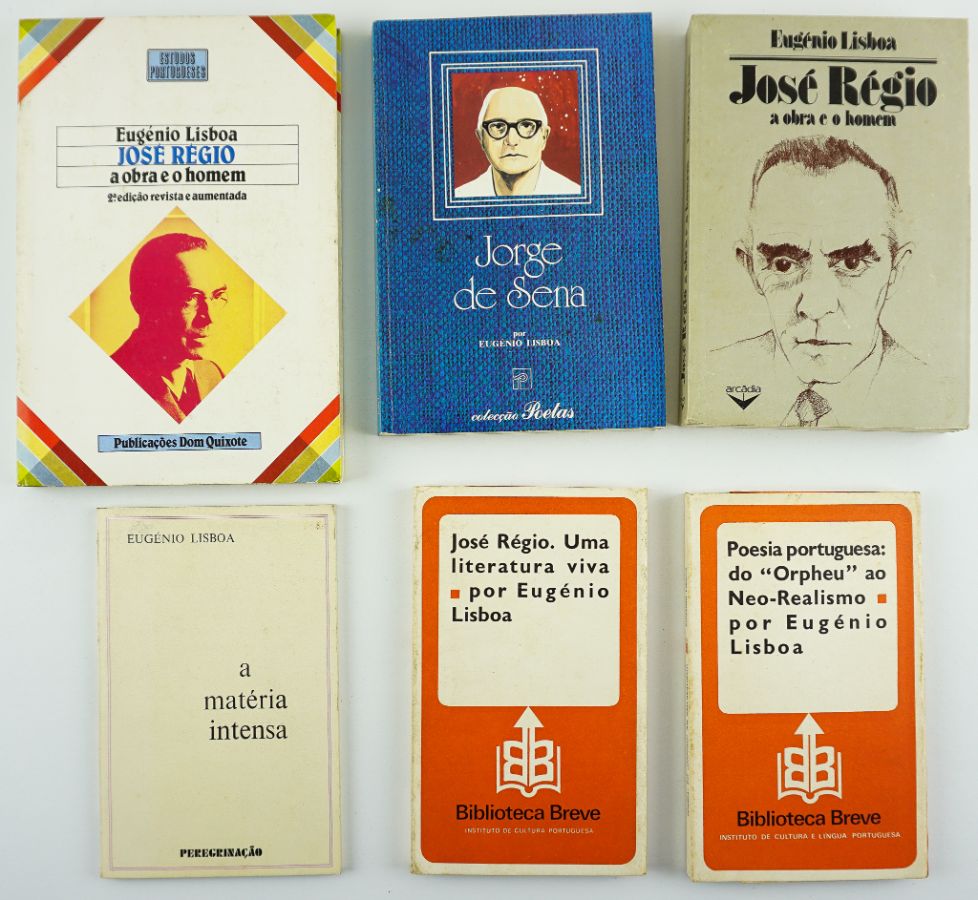 ESTUDOS
PORTUGUESES
Eugénio Lisboa
JOSÉ RÉGIO
a obra e o homem
2ª edição revista e aumentada
Publicações Dom Quixote
Jorge
de Sena
por
EUGÉNIO LISBOA
colecção Poetas
Eugénio Lisboa
José Régio
a obra e o homem
arcádia
EUGÉNIO LISBOA
a
matéria
intensa
PEREGRINAÇÃO
José Régio. Uma
literatura viva
■ por Eugénio
Lisboa
Biblioteca Breve
INSTITUTO DE CULTURA PORTUGUESA
Poesia portuguesa:
do “Orpheu” ao
Neo-Realismo ■
por Eugénio
Lisboa
Biblioteca Breve
INSTITUTO DE CULTURA E LÍNGUA PORTUGUESA